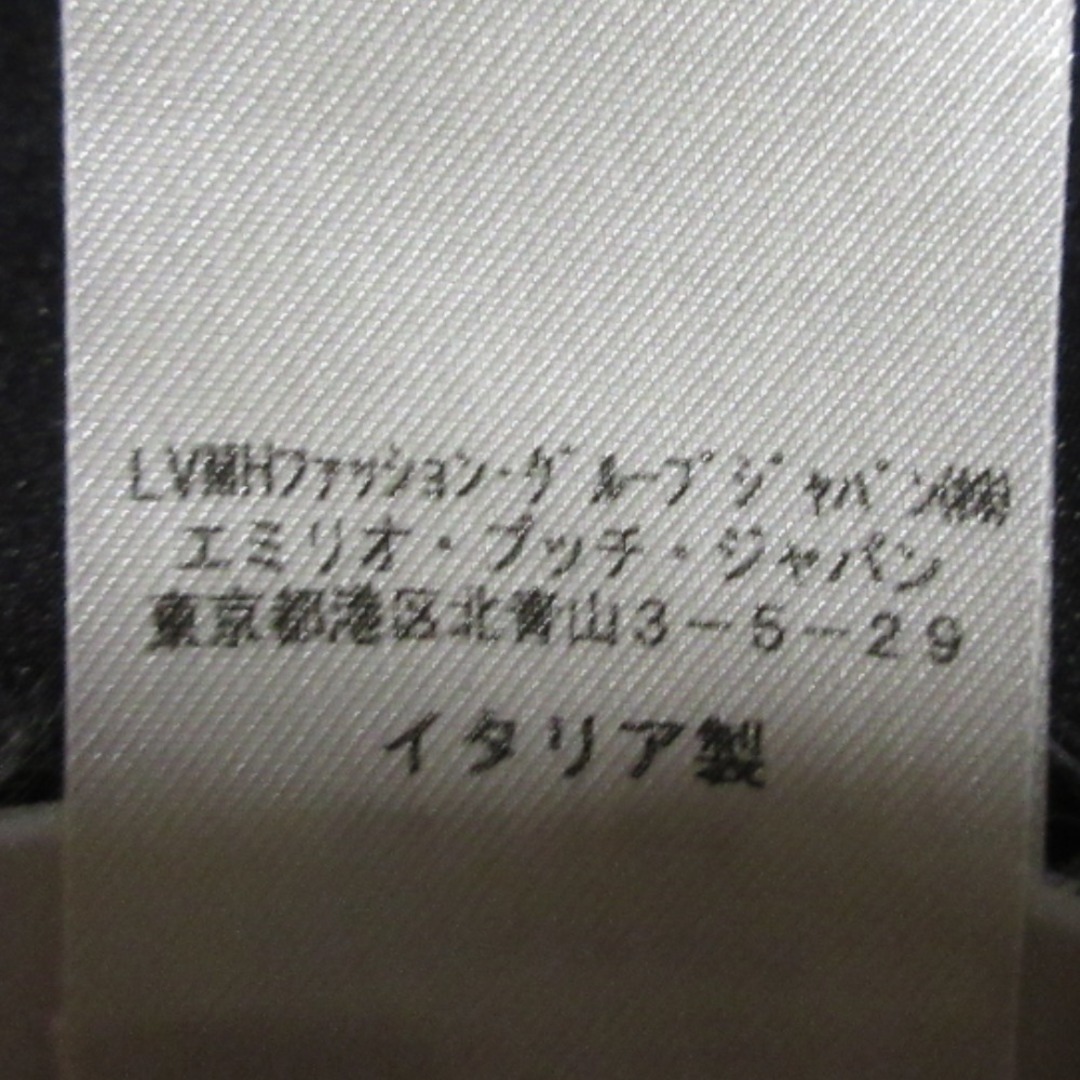 LVMHﾌｧｯｼｮﾝ･ｸﾞﾙｰﾌﾟｼﾞｬﾊﾟﾝ㈱
エミリオ・プッチ・ジャパン
東京都港区北青山３－５－２９
イタリア製